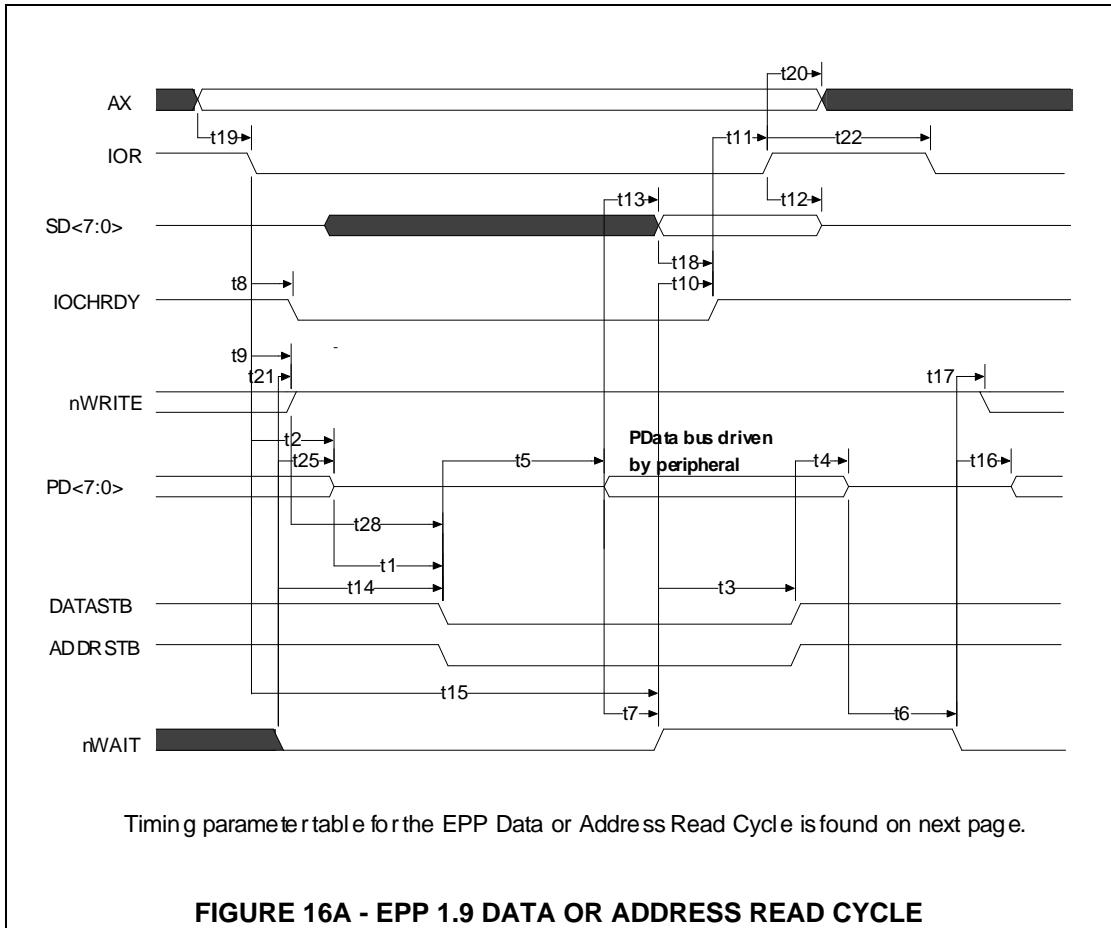 t20
AX
t19
t11
t22
IOR
t13
t12
SD<7:0>
t18
t8
t10
IOCHRDY
t9
t21
t17
nWRITE
t2
PData bus driven
t25
t5
by peripheral
t4
t16
PD<7:0>
t28
t1
t14
t3
DATASTB
ADDRSTB
t15
t7
t6
nWAIT
Timing parameter table for the EPP Data or Address Read Cycle is found on next page.
FIGURE 16A - EPP 1.9 DATA OR ADDRESS READ CYCLE